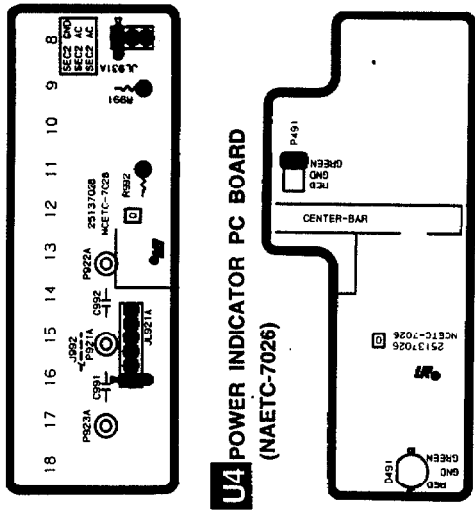 8
9
10
11
12
13
14
15
16
17
18
SEC2 GND
SEC2 AC
SEC2 AC
JL931A
R991
R992
25137028
NCETC-7028
P922A
C992
J992
P921A
JL921A
C991
P923A
U4 POWER INDICATOR PC BOARD
(NAETC-7026)
P491
GREEN
GND
RED
CENTER-BAR
25137026
NCETC-7026
D491
GREEN
GND
RED